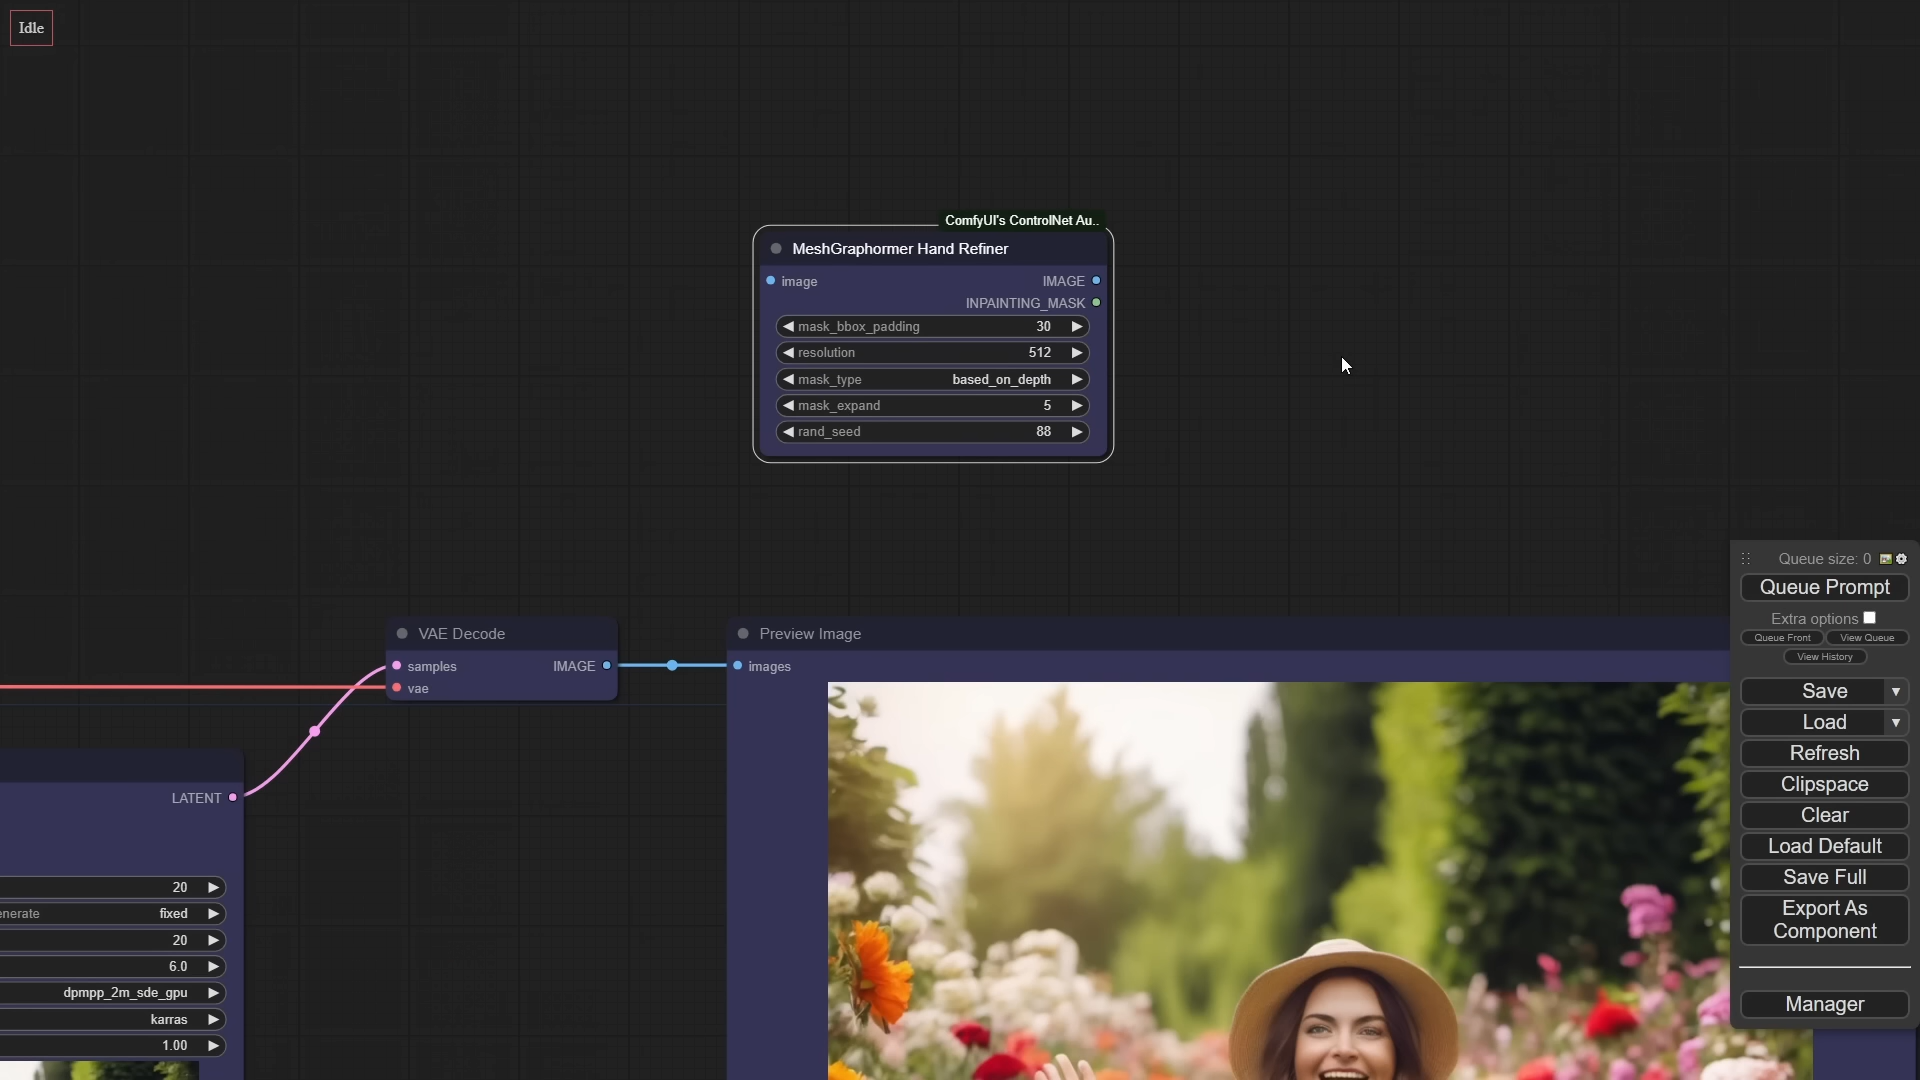 Idle
ComfyUI's ControlNet Au..
MeshGraphormer Hand Refiner
image IMAGE
INPAINTING_MASK
mask_bbox_padding 30
resolution 512
mask_type based_on_depth
mask_expand 5
rand_seed 88
Queue size: 0
Queue Prompt
Extra options
Queue Front View Queue
View History
Save
Load
Refresh
Clipspace
Clear
Load Default
Save Full
Export As
Component
Manager
VAE Decode
samples IMAGE
vae
Preview Image
images
LATENT
20
enerate fixed
20
6.0
dpmpp_2m_sde_gpu
karras
1.00